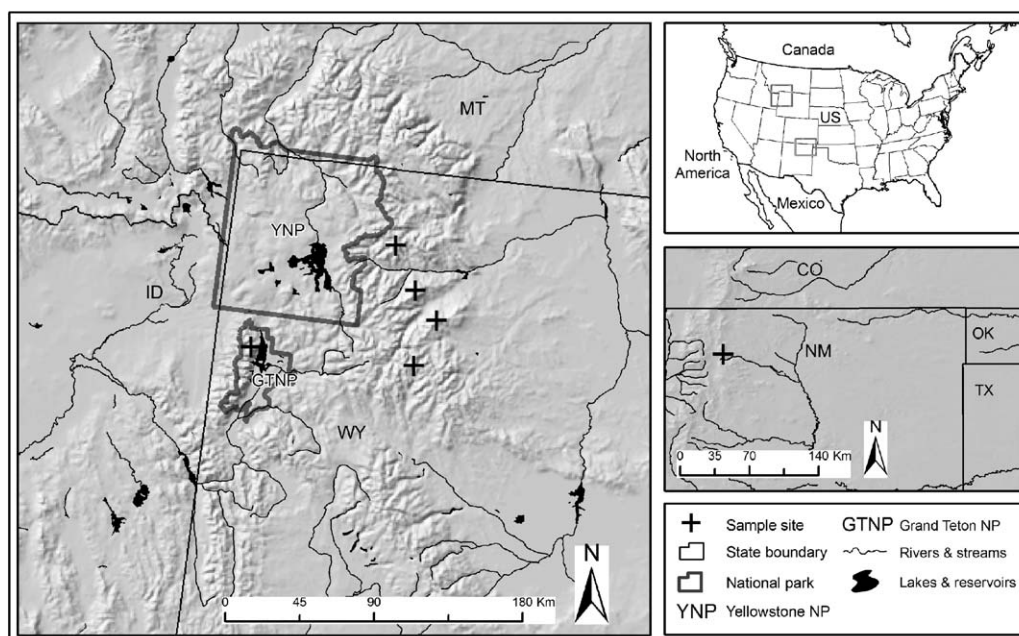 MT
YNP
ID
GTNP
WY
N
0 45 90 180 Km
Canada
US
North
America
Mexico
CO
OK
NM
TX
0 35 70 140 Km
N
Sample site
GTNP Grand Teton NP
State boundary
Rivers & streams
National park
Lakes & reservoirs
YNP Yellowstone NP